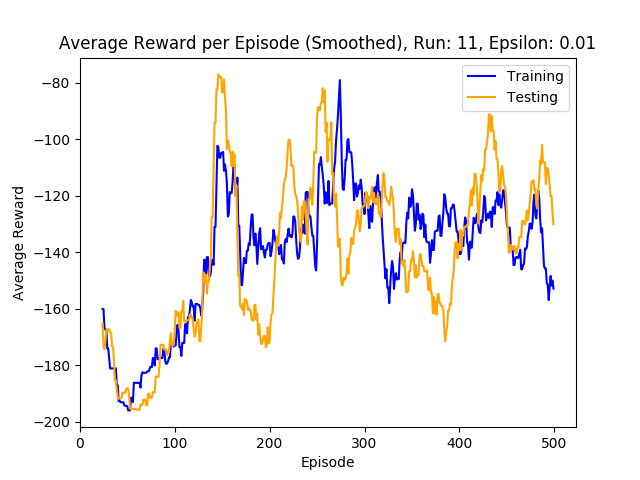 Average Reward per Episode (Smoothed), Run: 11, Epsilon: 0.01
Training
Testing
−80
−100
−120
−140
−160
−180
−200
Average Reward
0 100 200 300 400 500
Episode